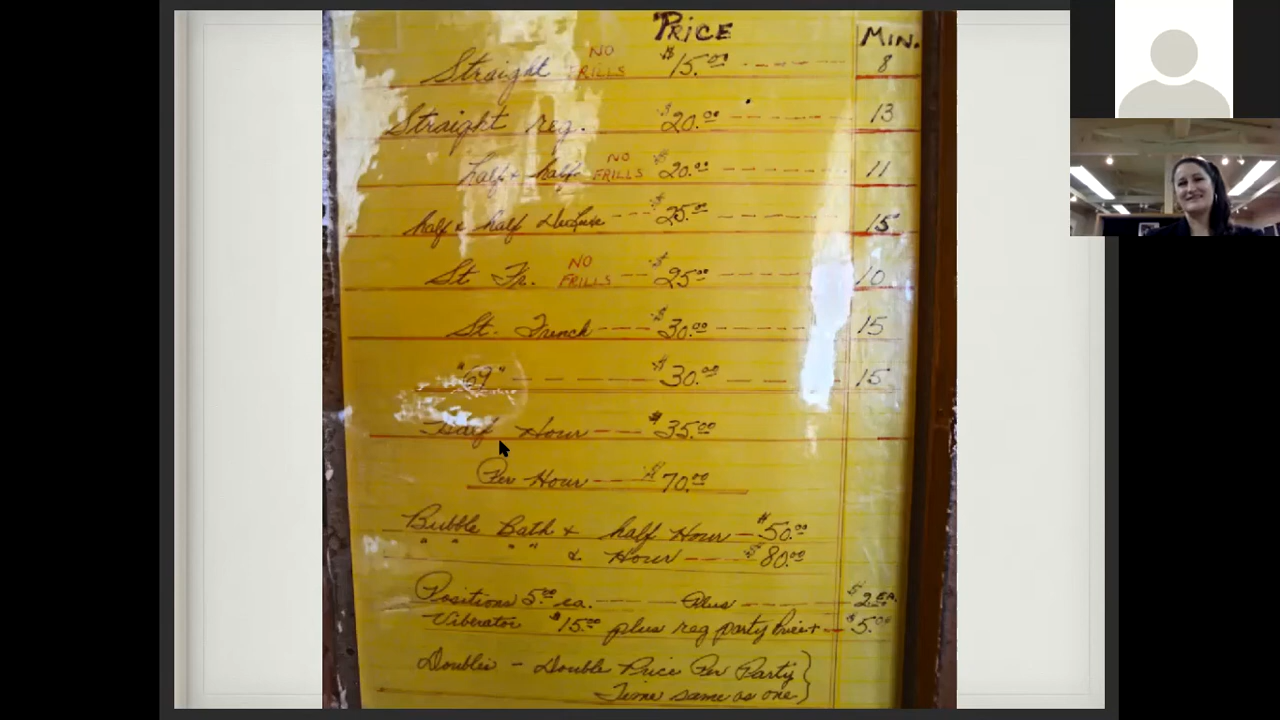 PRICE MIN.
Straight NO FRILLS $15.00 8
Straight reg. $20.00 13
half & half NO FRILLS $20.00 11
half & half DeLuxe $25.00 15
St. Fr. NO FRILLS $25.00 10
St. French $30.00 15
"69" $30.00 15
Half Hour $35.00
Per Hour $70.00
Bubble Bath & half Hour — $50.00
" " " " & Hour $80.00
Positions 5.00 ea. Plus $2 EA.
Viberator $15.00 plus reg party Price + $5.00
Doubles - Double Price Per Party
Time same as one